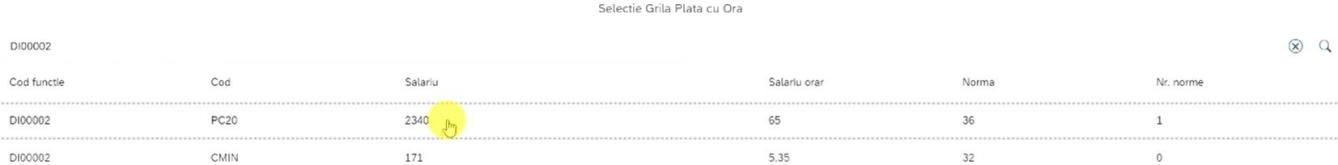 Selectie Grila Plata cu Ora
DI00002
Cod functie Cod Salariu Salariu orar Norma Nr. norme
DI00002 PC20 2340 65 36 1
DI00002 CMIN 171 5.35 32 0